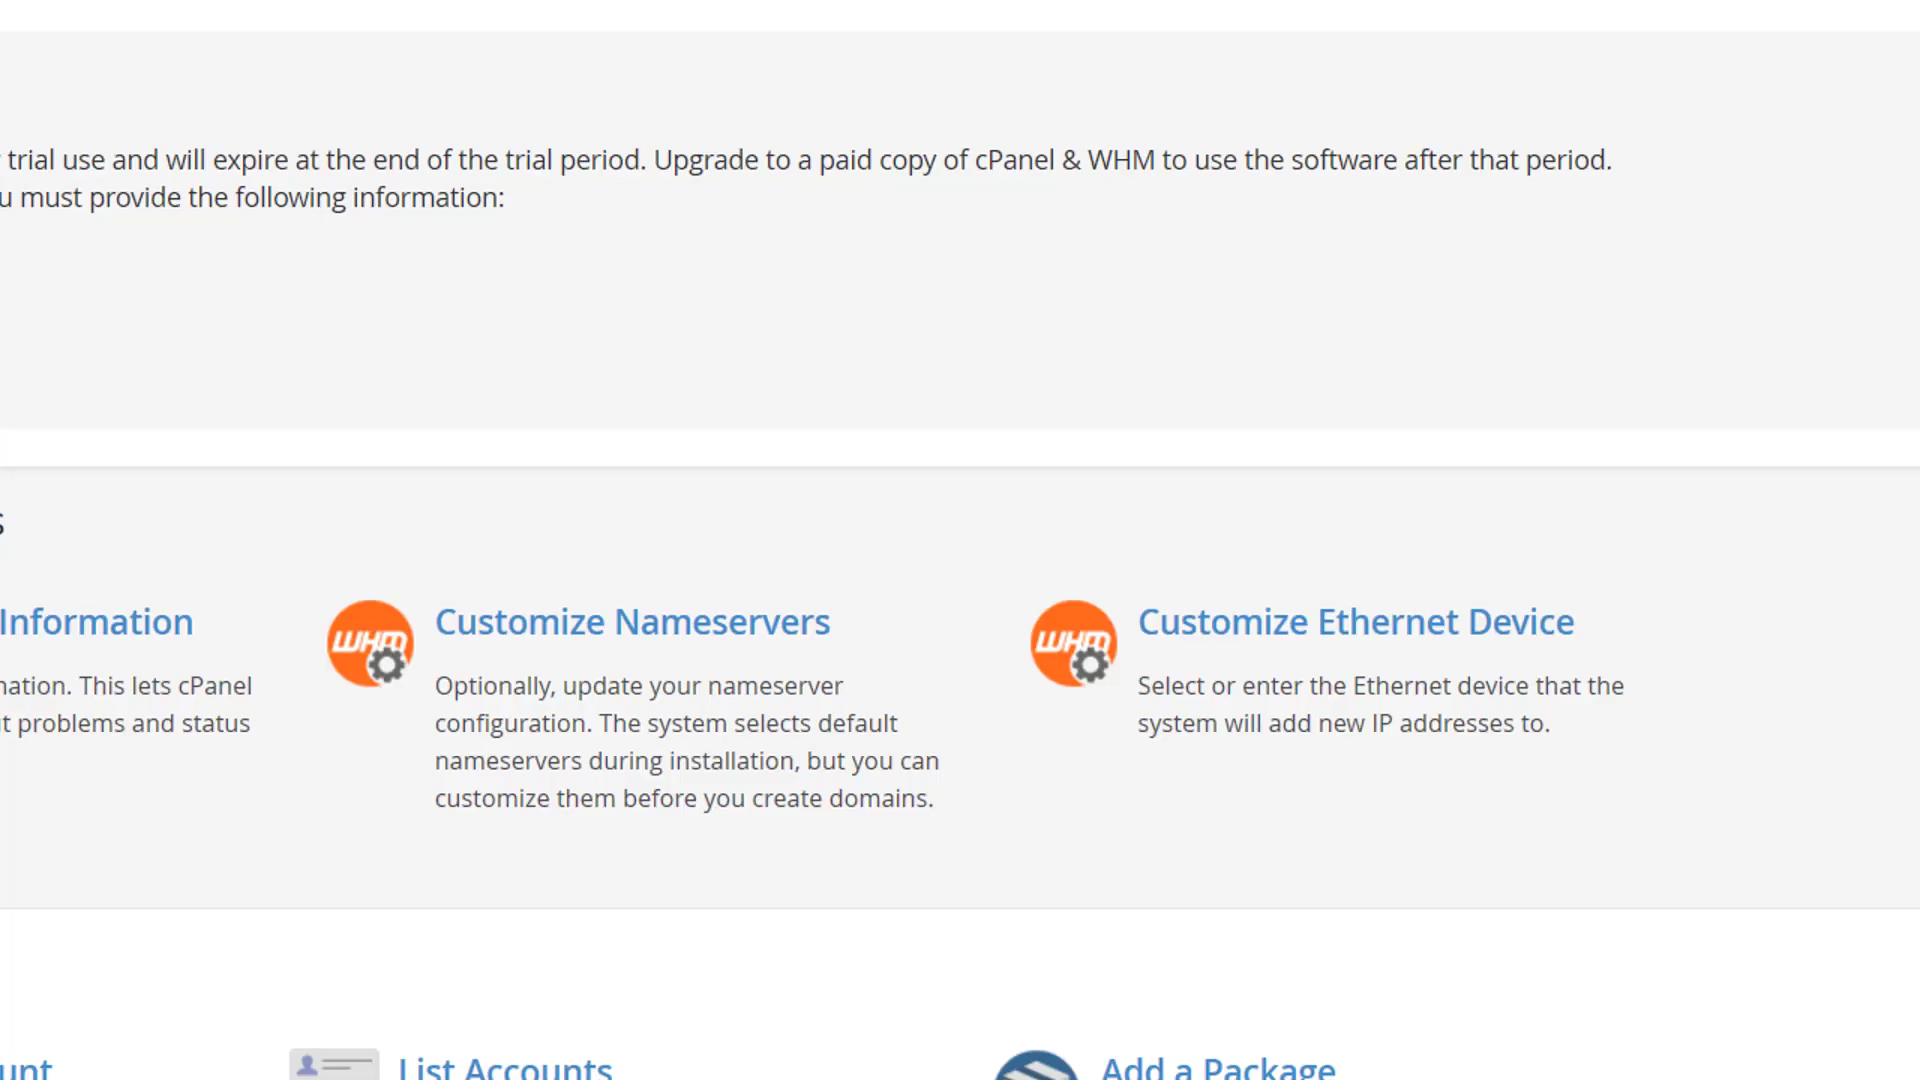 trial use and will expire at the end of the trial period. Upgrade to a paid copy of cPanel & WHM to use the software after that period.
u must provide the following information:
s
Information
Customize Nameservers
Customize Ethernet Device
nation. This lets cPanel
t problems and status
WHM
Optionally, update your nameserver
configuration. The system selects default
nameservers during installation, but you can
customize them before you create domains.
WHM
Select or enter the Ethernet device that the
system will add new IP addresses to.
unt
List Accounts
Add a Package